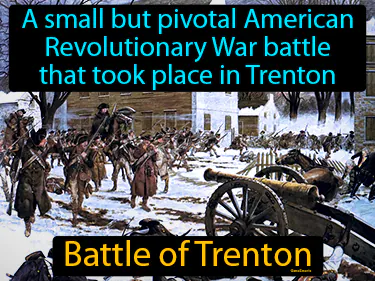 A small but pivotal American
Revolutionary War battle
that took place in Trenton
Battle of Trenton